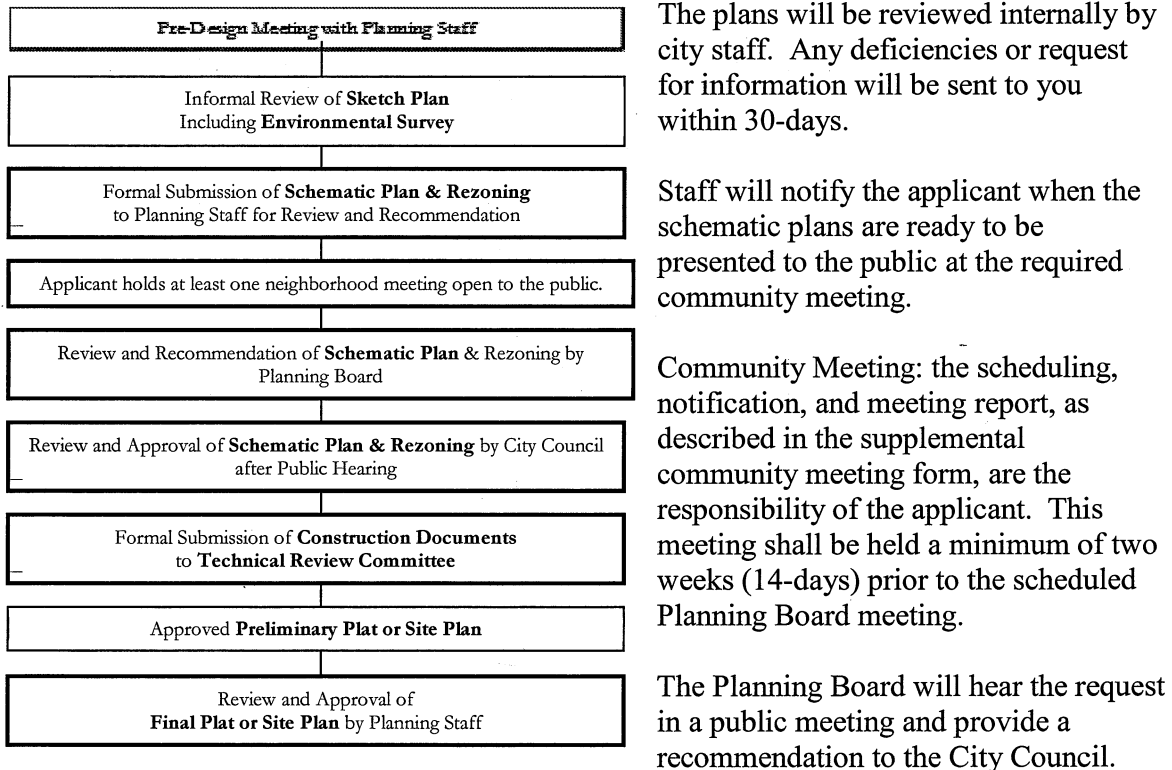 Pre-Design Meeting with Planning Staff
Informal Review of Sketch Plan
Including Environmental Survey
Formal Submission of Schematic Plan & Rezoning
to Planning Staff for Review and Recommendation
Applicant holds at least one neighborhood meeting open to the public.
Review and Recommendation of Schematic Plan & Rezoning by
Planning Board
Review and Approval of Schematic Plan & Rezoning by City Council
after Public Hearing
Formal Submission of Construction Documents
to Technical Review Committee
Approved Preliminary Plat or Site Plan
Review and Approval of
Final Plat or Site Plan by Planning Staff
The plans will be reviewed internally by
city staff. Any deficiencies or request
for information will be sent to you
within 30-days.
Staff will notify the applicant when the
schematic plans are ready to be
presented to the public at the required
community meeting.
Community Meeting: the scheduling,
notification, and meeting report, as
described in the supplemental
community meeting form, are the
responsibility of the applicant. This
meeting shall be held a minimum of two
weeks (14-days) prior to the scheduled
Planning Board meeting.
The Planning Board will hear the request
in a public meeting and provide a
recommendation to the City Council.